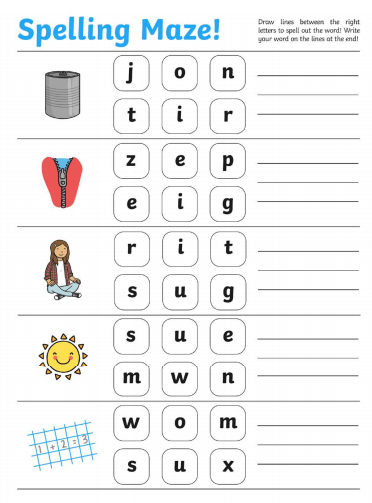 Spelling Maze!
Draw lines between the right
letters to spell out the word! Write
your word on the lines at the end!
j o n
t i r
z e p
e i g
r i t
s u g
s u e
m w n
1 + 2 = 3
w o m
s u x